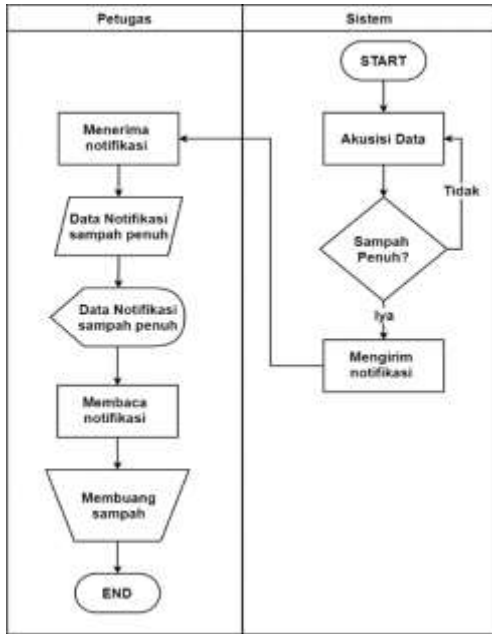 Petugas
Sistem
START
Akusisi Data
Tidak
Sampah
Penuh?
Iya
Mengirim
notifikasi
Menerima
notifikasi
Data Notifikasi
sampah penuh
Data Notifikasi
sampah penuh
Membaca
notifikasi
Membuang
sampah
END